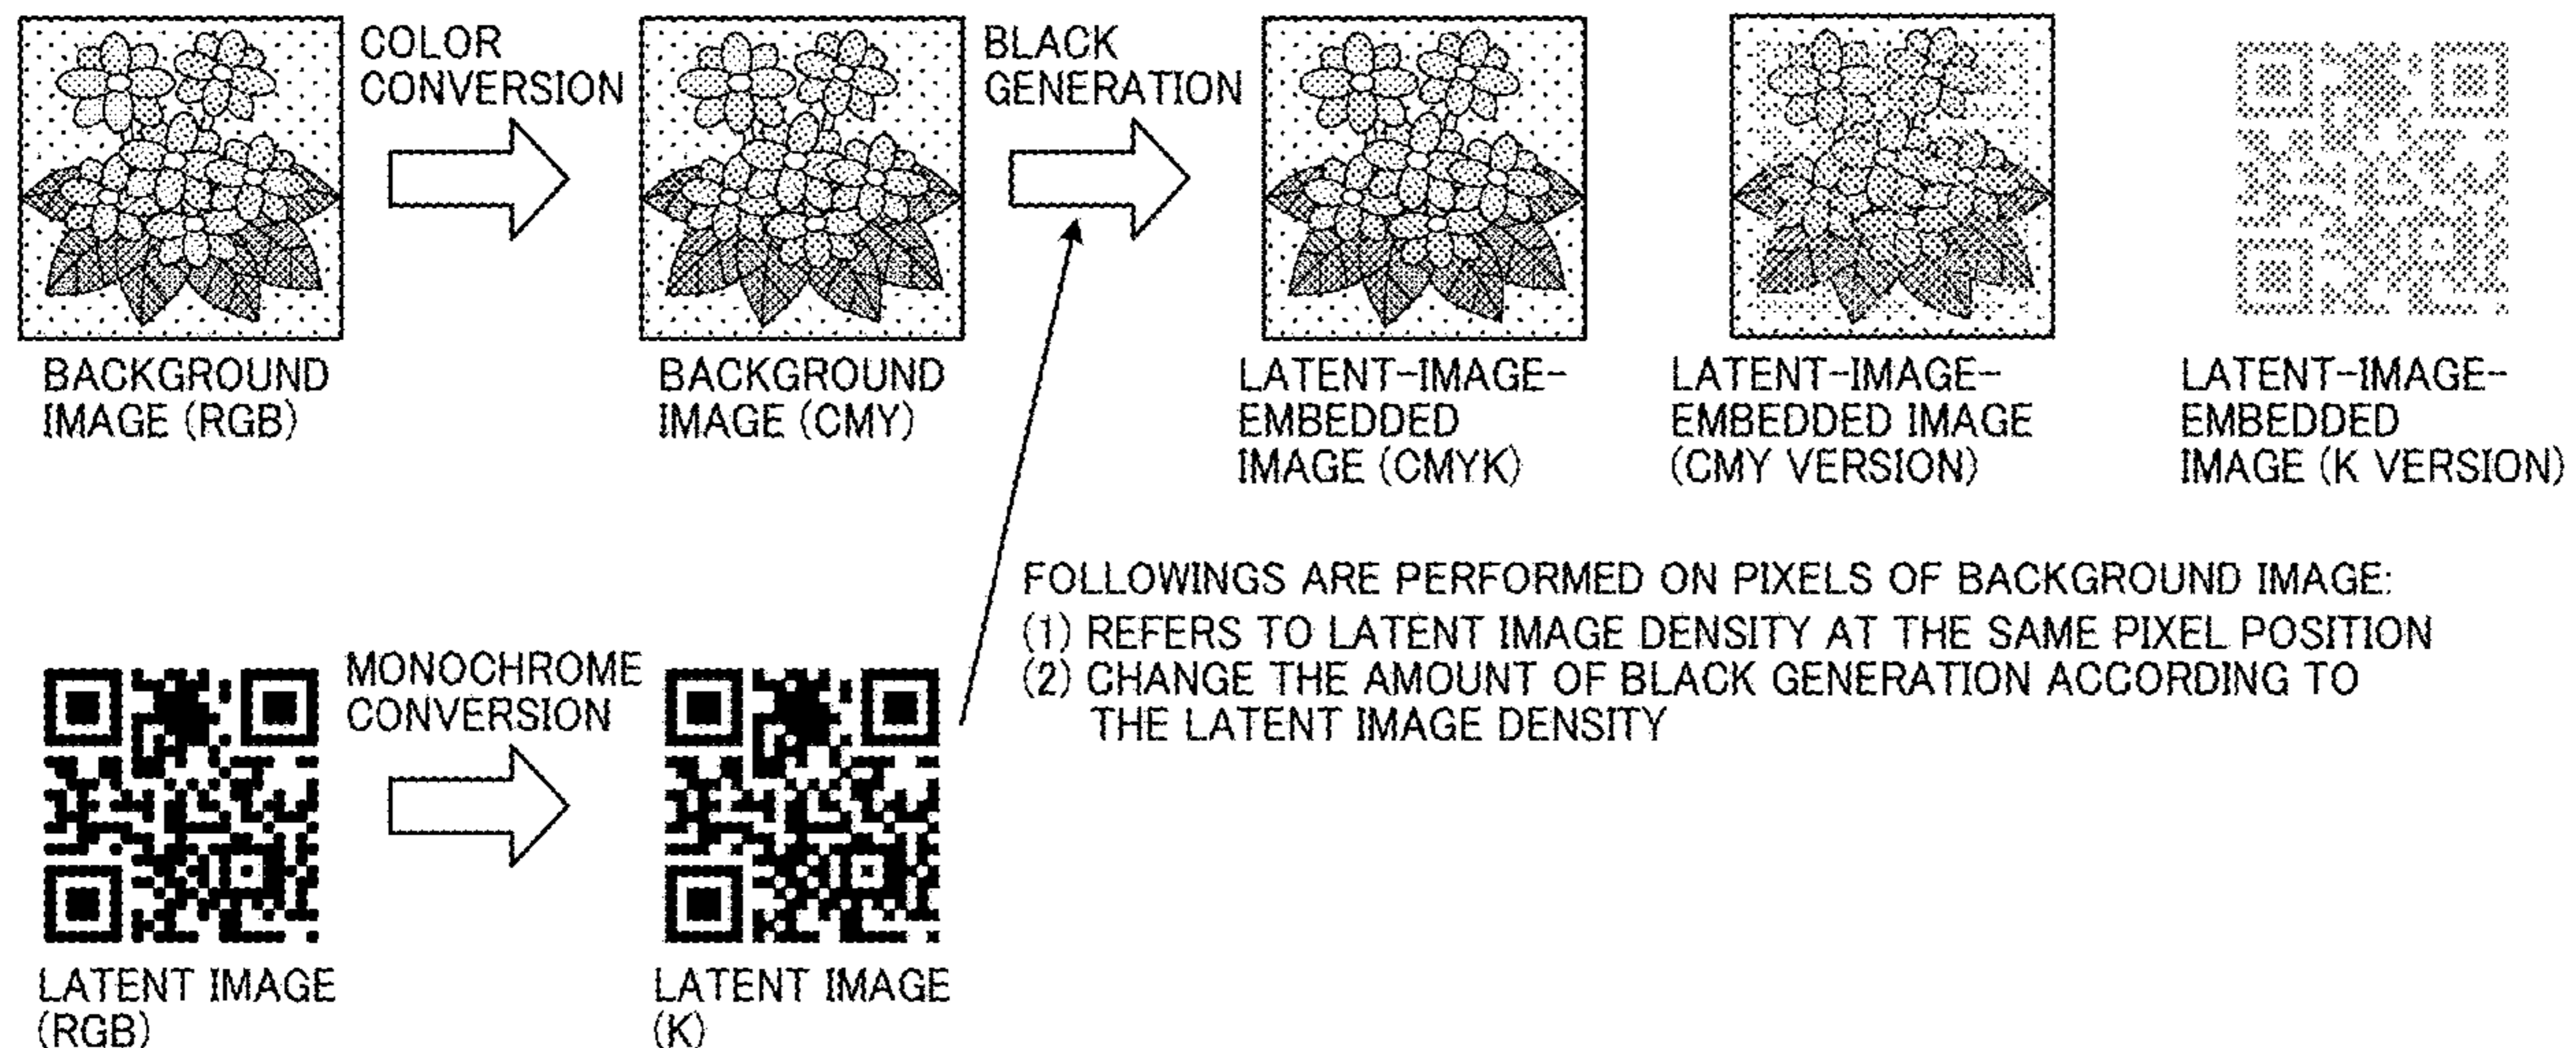 COLOR
CONVERSION
BLACK
GENERATION
BACKGROUND
IMAGE (RGB)
BACKGROUND
IMAGE (CMY)
LATENT-IMAGE-
EMBEDDED
IMAGE (CMYK)
LATENT-IMAGE-
EMBEDDED IMAGE
(CMY VERSION)
LATENT-IMAGE-
EMBEDDED
IMAGE (K VERSION)
FOLLOWINGS ARE PERFORMED ON PIXELS OF BACKGROUND IMAGE:
(1) REFERS TO LATENT IMAGE DENSITY AT THE SAME PIXEL POSITION
(2) CHANGE THE AMOUNT OF BLACK GENERATION ACCORDING TO
THE LATENT IMAGE DENSITY
MONOCHROME
CONVERSION
LATENT IMAGE
(RGB)
LATENT IMAGE
(K)